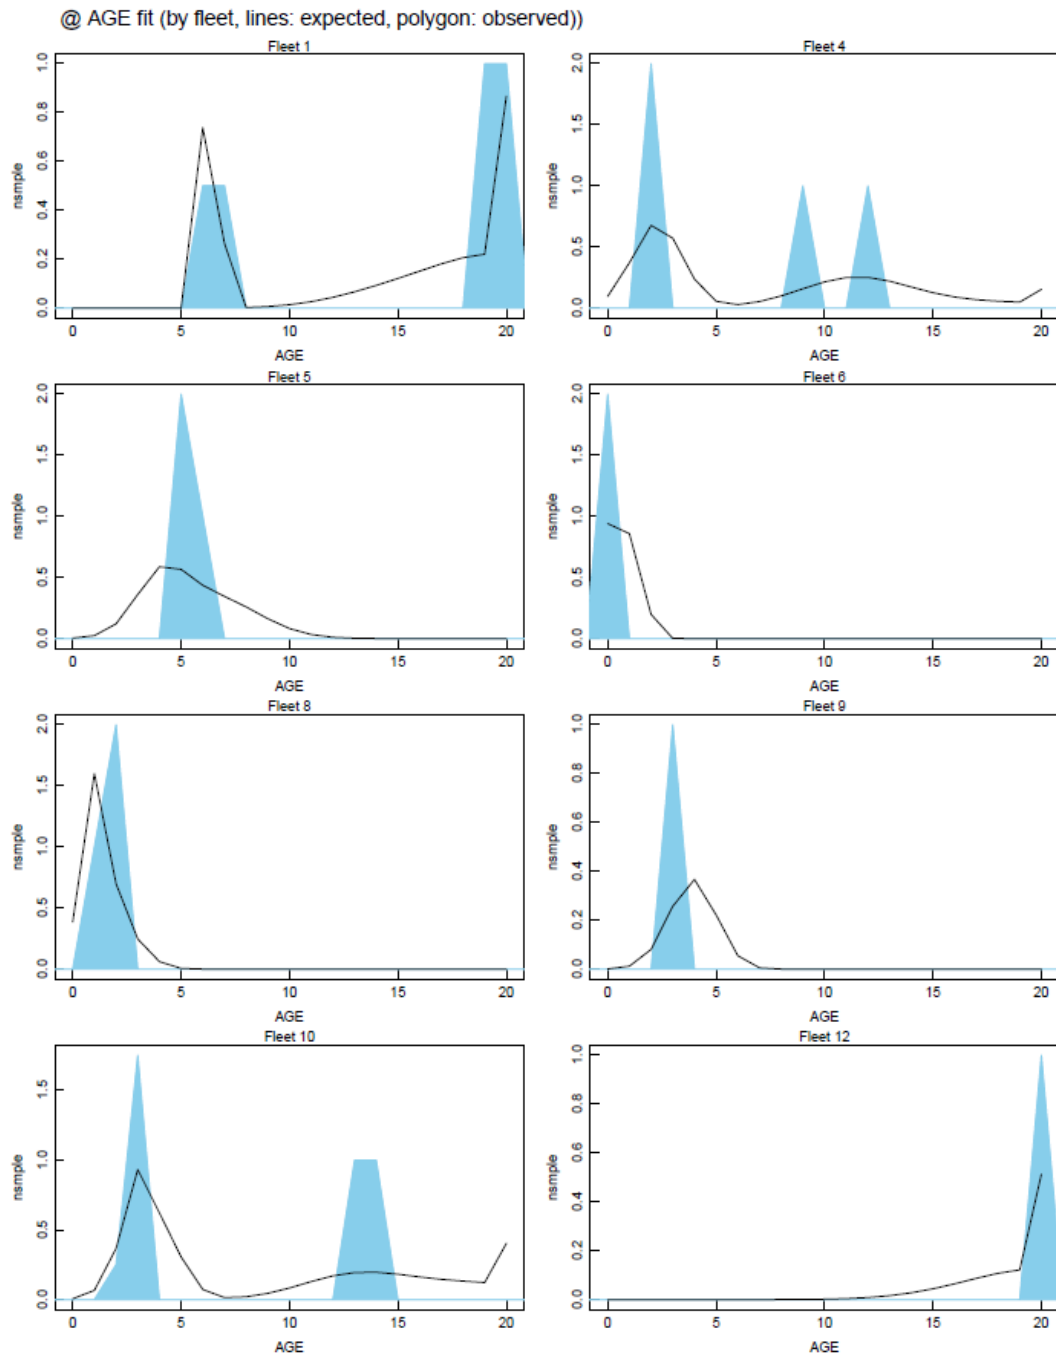 @ AGE fit (by fleet, lines: expected, polygon: observed))
Fleet 1
nsmple
0.0 0.2 0.4 0.6 0.8 1.0
0 5 10 15 20
AGE
Fleet 4
nsmple
0.0 0.5 1.0 1.5 2.0
0 5 10 15 20
AGE
Fleet 5
nsmple
0.0 0.5 1.0 1.5 2.0
0 5 10 15 20
AGE
Fleet 6
nsmple
0.0 0.5 1.0 1.5 2.0
0 5 10 15 20
AGE
Fleet 8
nsmple
0.0 0.5 1.0 1.5 2.0
0 5 10 15 20
AGE
Fleet 9
nsmple
0.0 0.2 0.4 0.6 0.8 1.0
0 5 10 15 20
AGE
Fleet 10
nsmple
0.0 0.5 1.0 1.5
0 5 10 15 20
AGE
Fleet 12
nsmple
0.0 0.2 0.4 0.6 0.8 1.0
0 5 10 15 20
AGE